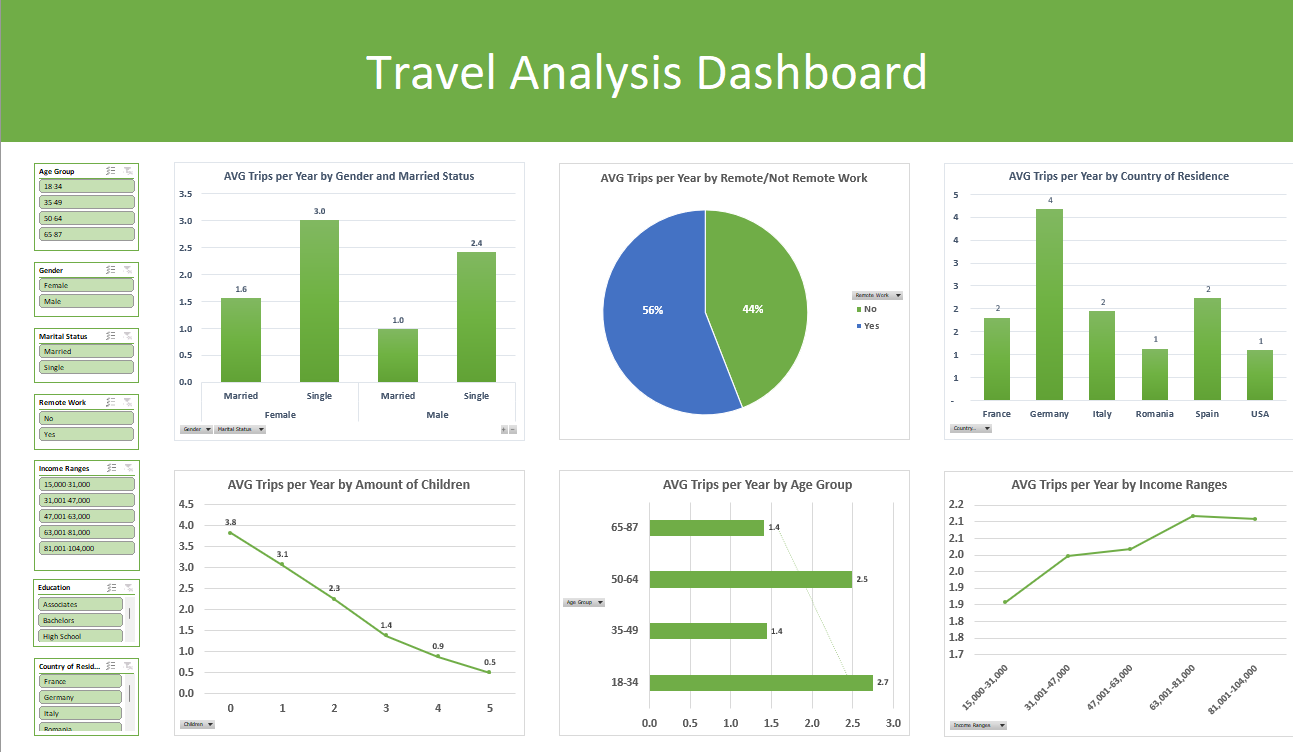 Travel Analysis Dashboard
Age Group
18-34
35-49
50-64
65-87
Gender
Female
Male
Marital Status
Married
Single
Remote Work
No
Yes
Income Ranges
15,000-31,000
31,001-47,000
47,001-63,000
63,001-81,000
81,001-104,000
Education
Associates
Bachelors
High School
Country of Resid...
France
Germany
Italy
Romania
AVG Trips per Year by Gender and Married Status
3.5
3.0
2.5
2.0
1.5
1.0
0.5
0.0
1.6
3.0
1.0
2.4
Married
Single
Married
Single
Female
Male
Gender
Marital Status
AVG Trips per Year by Remote/Not Remote Work
56%
44%
Remote Work
No
Yes
AVG Trips per Year by Country of Residence
5
4
4
3
3
2
2
1
1
-
2
4
2
1
2
1
France
Germany
Italy
Romania
Spain
USA
Country...
AVG Trips per Year by Amount of Children
4.5
4.0
3.5
3.0
2.5
2.0
1.5
1.0
0.5
0.0
3.8
3.1
2.3
1.4
0.9
0.5
0
1
2
3
4
5
Children
AVG Trips per Year by Age Group
65-87
1.4
50-64
2.5
Age Group
35-49
1.4
18-34
2.7
0.0
0.5
1.0
1.5
2.0
2.5
3.0
AVG Trips per Year by Income Ranges
2.2
2.1
2.1
2.0
2.0
1.9
1.9
1.8
1.8
1.7
15,000-31,000
31,001-47,000
47,001-63,000
63,001-81,000
81,001-104,000
Income Ranges